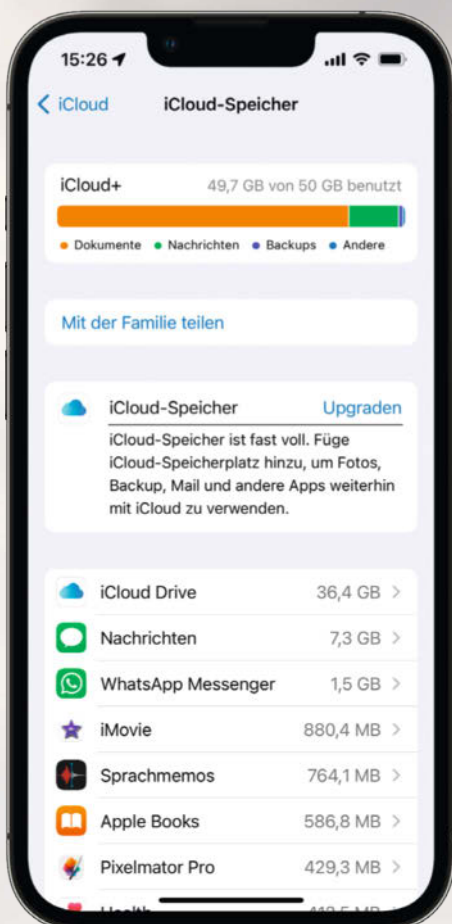 15:26
iCloud
iCloud-Speicher
iCloud+ 49,7 GB von 50 GB benutzt
Dokumente Nachrichten Backups Andere
Mit der Familie teilen
iCloud-Speicher Upgraden
iCloud-Speicher ist fast voll. Füge
iCloud-Speicherplatz hinzu, um Fotos,
Backup, Mail und andere Apps weiterhin
mit iCloud zu verwenden.
iCloud Drive 36,4 GB
Nachrichten 7,3 GB
WhatsApp Messenger 1,5 GB
iMovie 880,4 MB
Sprachmemos 764,1 MB
Apple Books 586,8 MB
Pixelmator Pro 429,3 MB